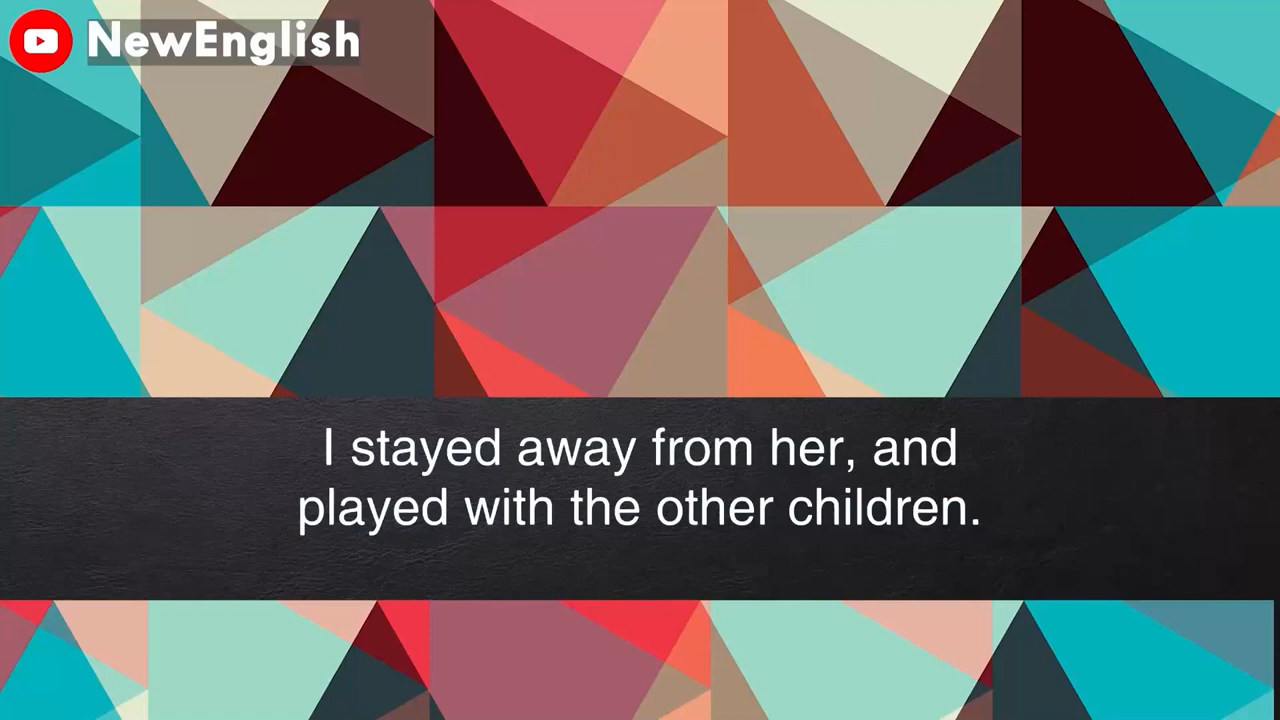 NewEnglish
I stayed away from her, and
played with the other children.